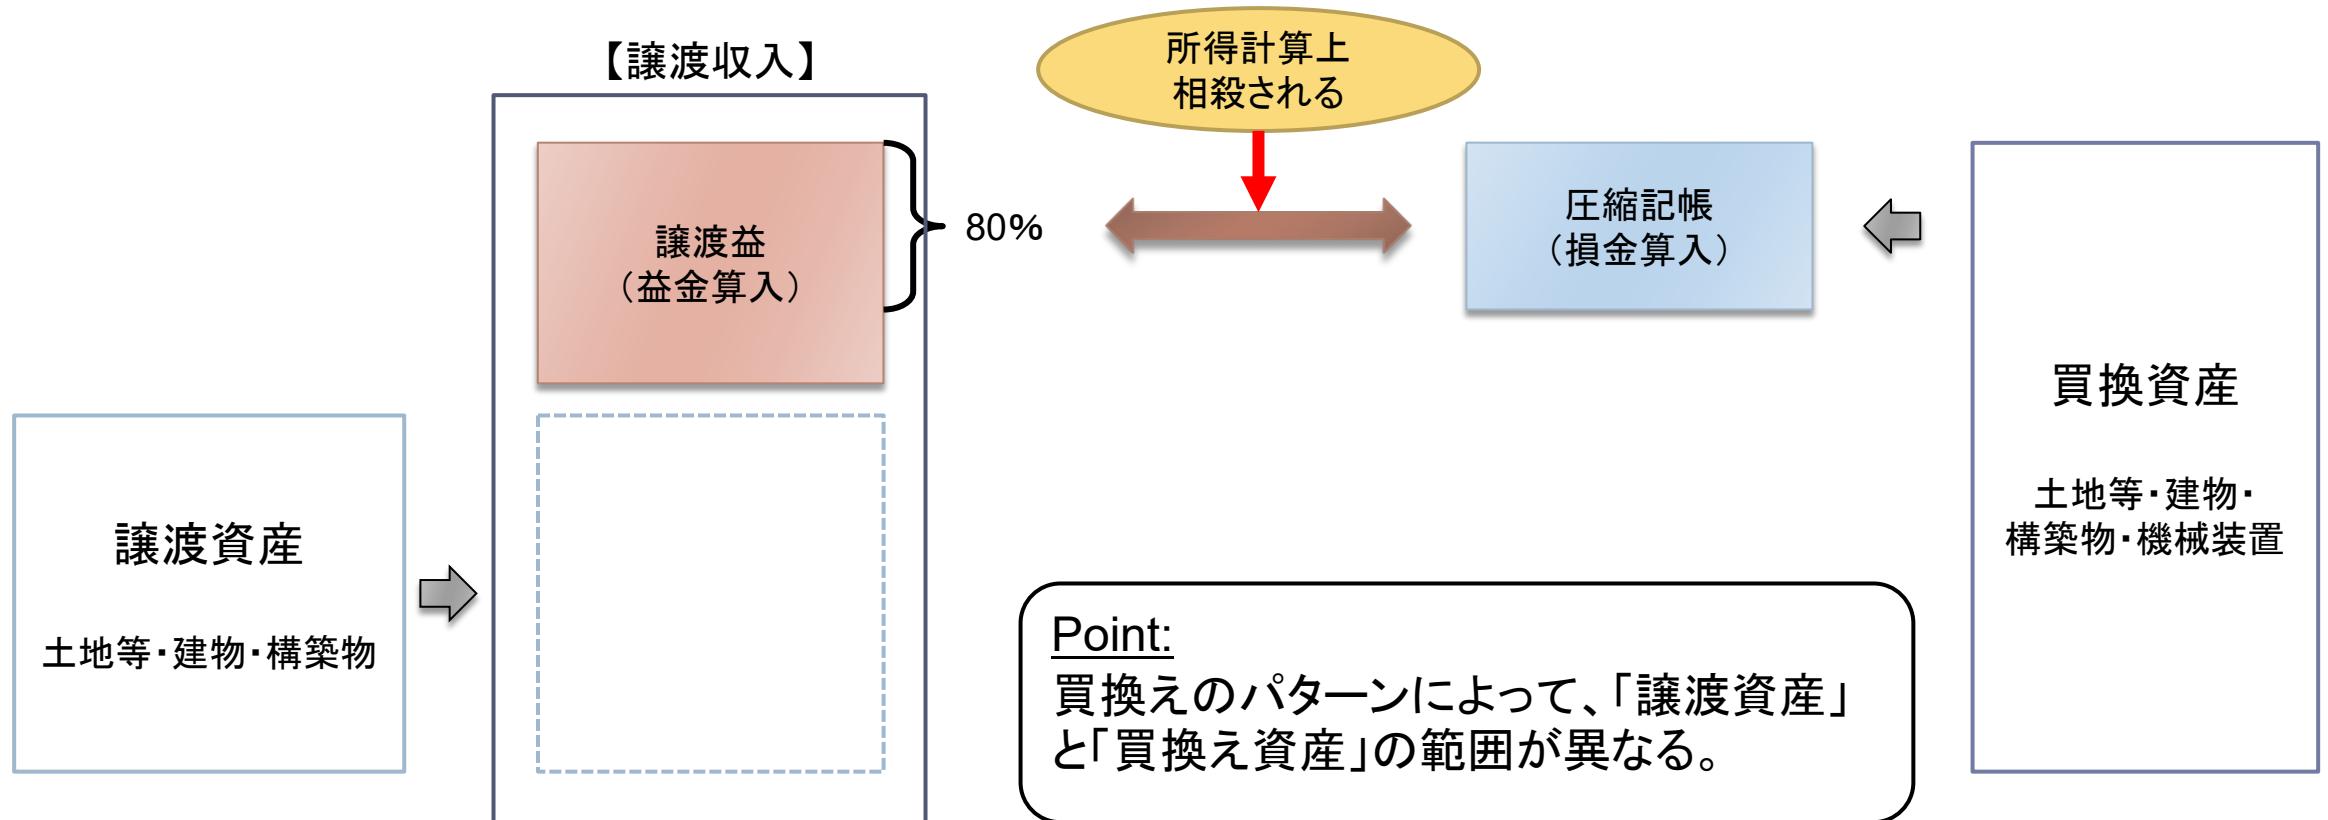 【譲渡収入】
所得計算上
相殺される
譲渡益
（益金算入）
80%
圧縮記帳
（損金算入）
譲渡資産
土地等・建物・構築物
買換資産
土地等・建物・
構築物・機械装置
Point:
買換えのパターンによって、「譲渡資産」
と「買換え資産」の範囲が異なる。